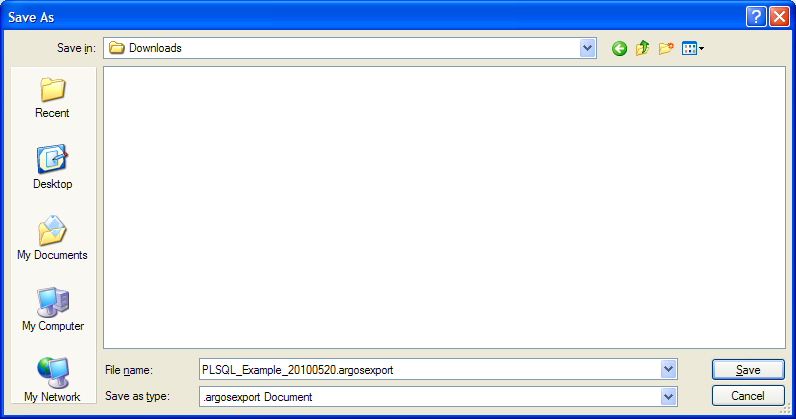 Save As
Save in: Downloads
Recent
Desktop
My Documents
My Computer
My Network
File name: PLSQL_Example_20100520.argosexport Save
Save as type: .argosexport Document Cancel